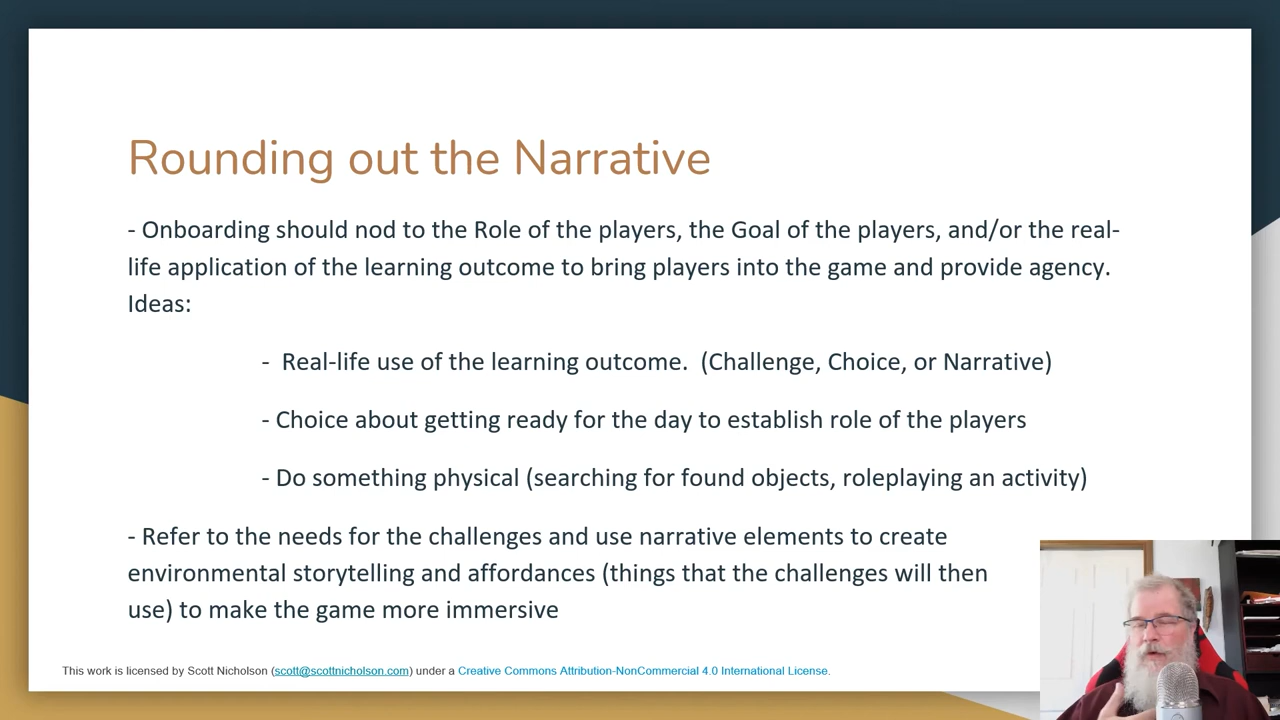 Rounding out the Narrative
- Onboarding should nod to the Role of the players, the Goal of the players, and/or the real-
life application of the learning outcome to bring players into the game and provide agency.
Ideas:
- Real-life use of the learning outcome. (Challenge, Choice, or Narrative)
- Choice about getting ready for the day to establish role of the players
- Do something physical (searching for found objects, roleplaying an activity)
- Refer to the needs for the challenges and use narrative elements to create
environmental storytelling and affordances (things that the challenges will then
use) to make the game more immersive
This work is licensed by Scott Nicholson (scott@scottnicholson.com) under a Creative Commons Attribution-NonCommercial 4.0 International License.